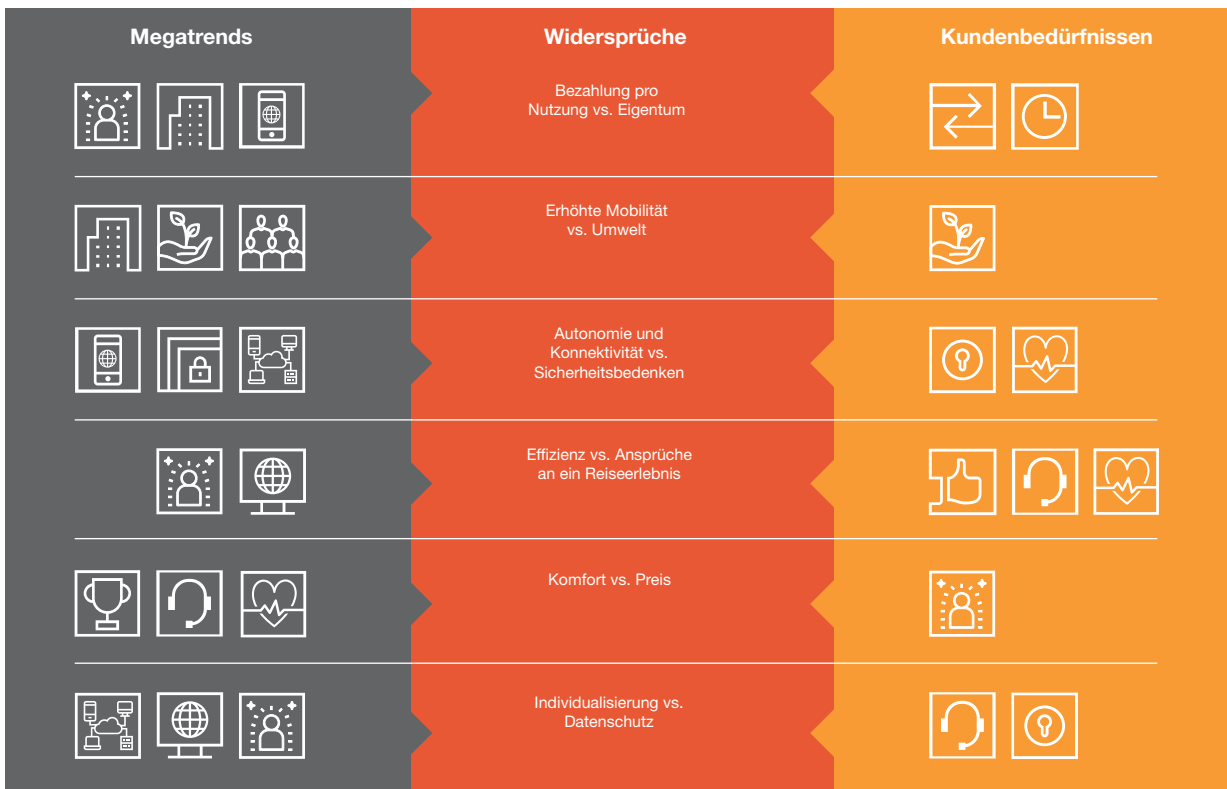 Megatrends
Widersprüche
Kundenbedürfnissen
Bezahlung pro
Nutzung vs. Eigentum
Erhöhte Mobilität
vs. Umwelt
Autonomie und
Konnektivität vs.
Sicherheitsbedenken
Effizienz vs. Ansprüche
an ein Reiseerlebnis
Komfort vs. Preis
Individualisierung vs.
Datenschutz